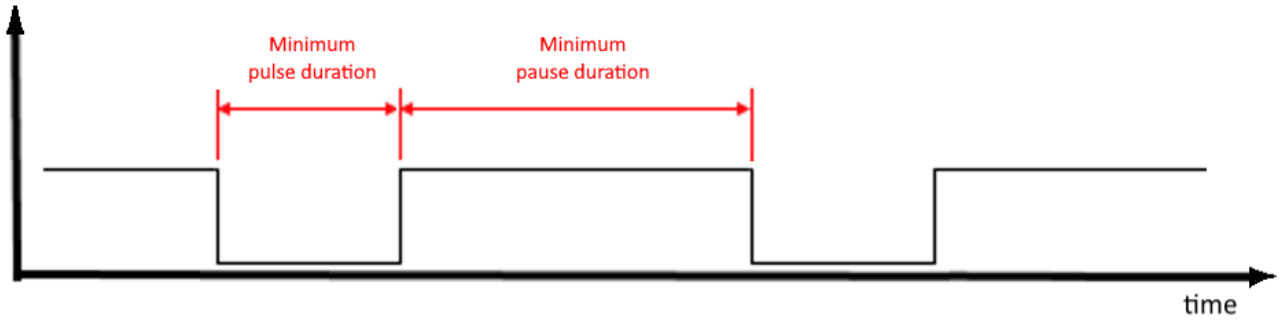 Minimum
pulse duration
Minimum
pause duration
time